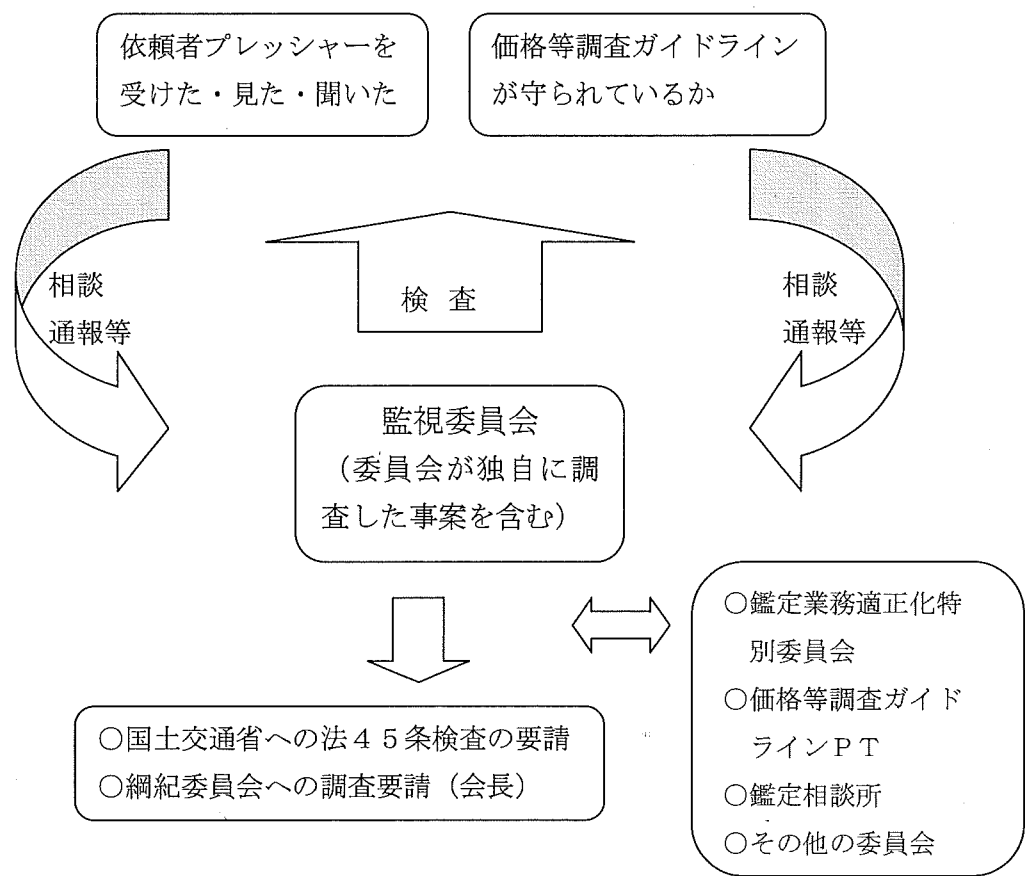 依頼者プレッシャーを
受けた・見た・聞いた
価格等調査ガイドライン
が守られているか
相談
通報等
検 査
相談
通報等
監視委員会
（委員会が独自に調
査した事案を含む）
○国土交通省への法４５条検査の要請
○綱紀委員会への調査要請（会長）
○鑑定業務適正化特
別委員会
○価格等調査ガイド
ラインＰＴ
○鑑定相談所
○その他の委員会